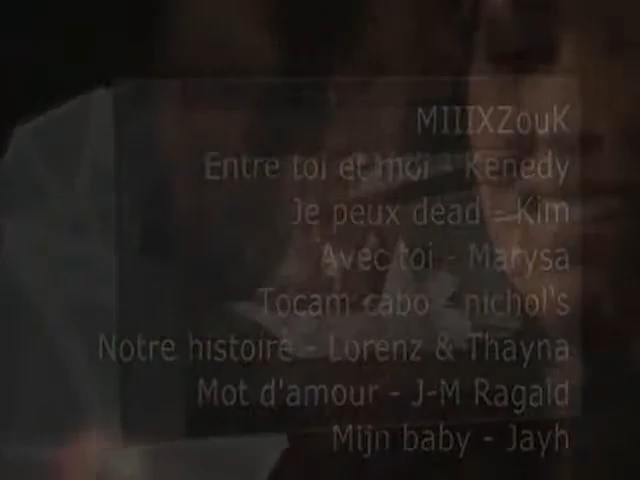 MIIIXZouK
Entre toi et moi - Kenedy
Je peux dead - Kim
Avec toi - Marysa
Tocam cabo - nichol's
Notre histoire - Lorenz & Thayna
Mot d'amour - J-M Ragald
Mijn baby - Jayh